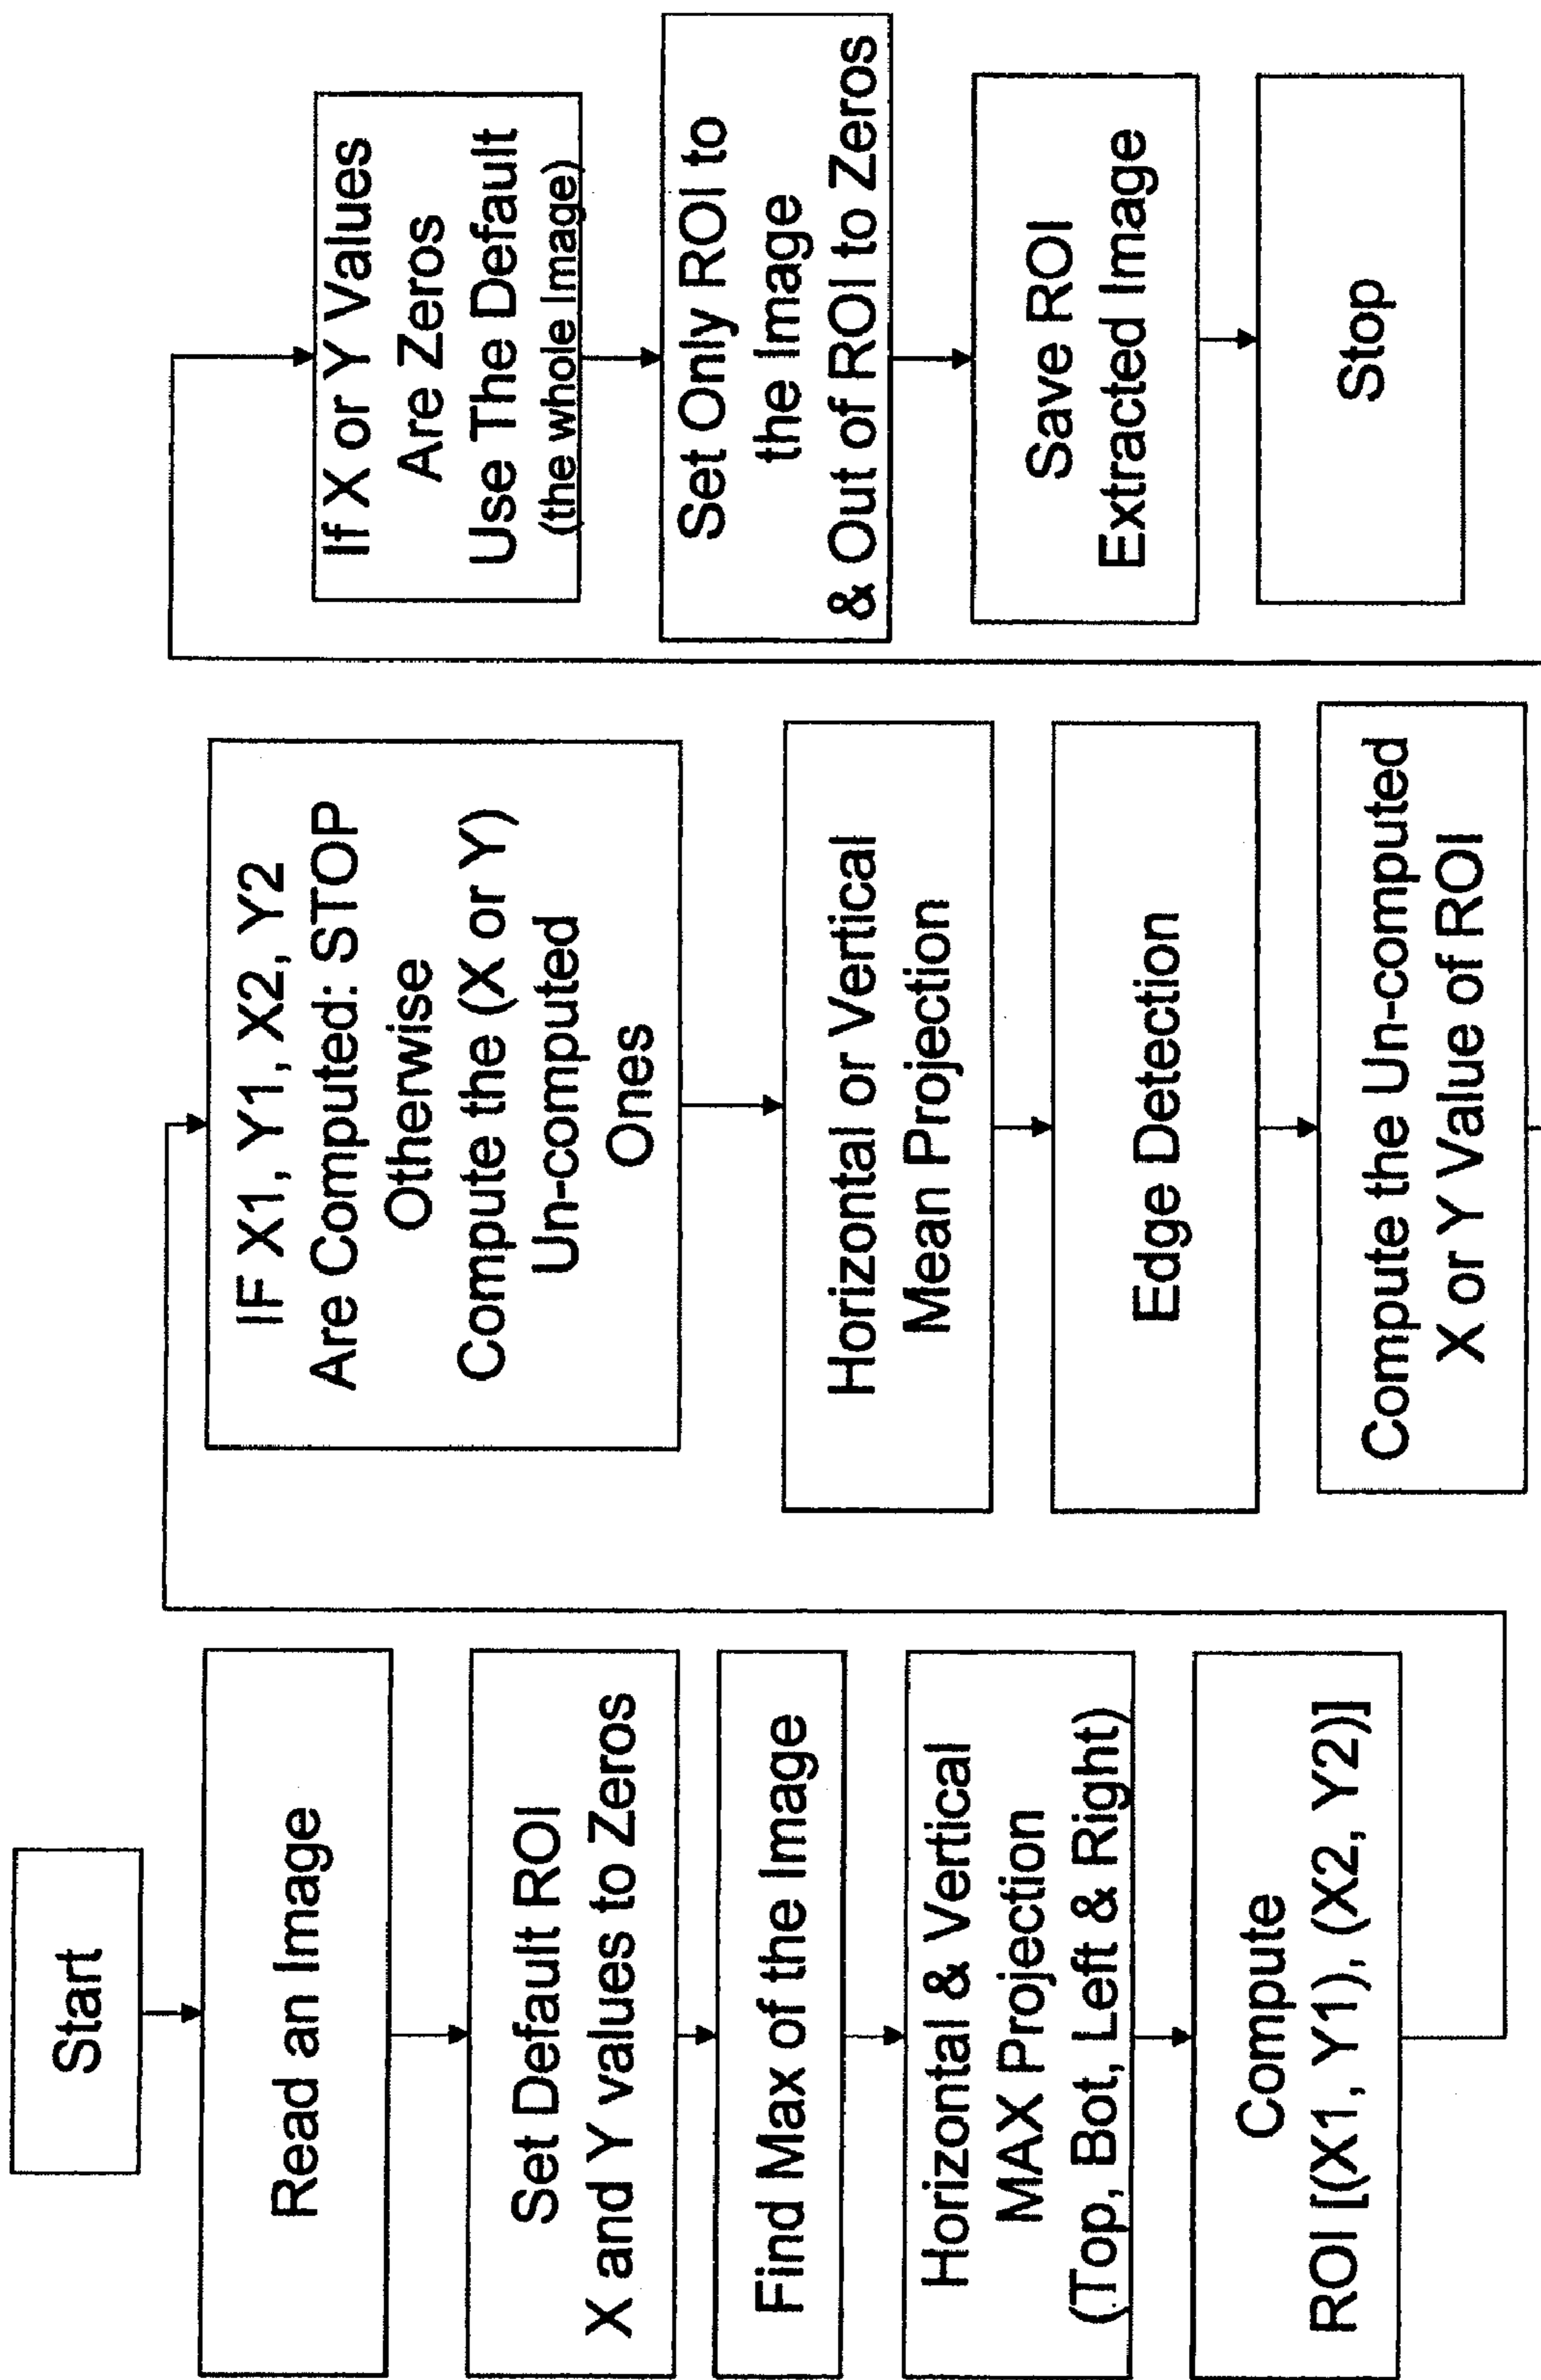 Start
Read an Image
Set Default ROI
X and Y values to Zeros
Find Max of the Image
Horizontal & Vertical
MAX Projection
(Top, Bot, Left & Right)
Compute
ROI [(X1, Y1), (X2, Y2)]
IF X1, Y1, X2, Y2
Are Computed: STOP
Otherwise
Compute the (X or Y)
Un-computed
Ones
Horizontal or Vertical
Mean Projection
Edge Detection
Compute the Un-computed
X or Y Value of ROI
If X or Y Values
Are Zeros
Use The Default
(the whole Image)
Set Only ROI to
the Image
& Out of ROI to Zeros
Save ROI
Extracted Image
Stop